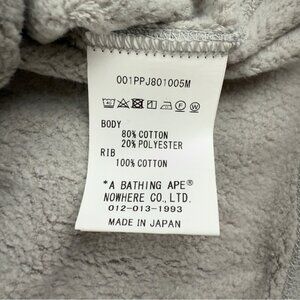 001PPJ801005M
BODY
80% COTTON
20% POLYESTER
RIB
100% COTTON
*A BATHING APE®
NOWHERE CO., LTD.
012-013-1993
MADE IN JAPAN